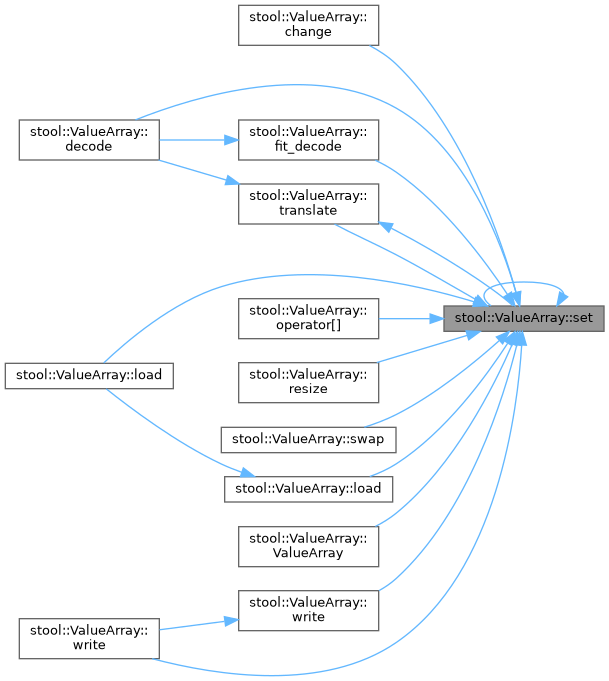 stool::ValueArray::
change
stool::ValueArray::
decode
stool::ValueArray::
fit_decode
stool::ValueArray::
translate
stool::ValueArray::set
stool::ValueArray::
operator[]
stool::ValueArray::load
stool::ValueArray::
resize
stool::ValueArray::swap
stool::ValueArray::load
stool::ValueArray::
ValueArray
stool::ValueArray::
write
stool::ValueArray::
write